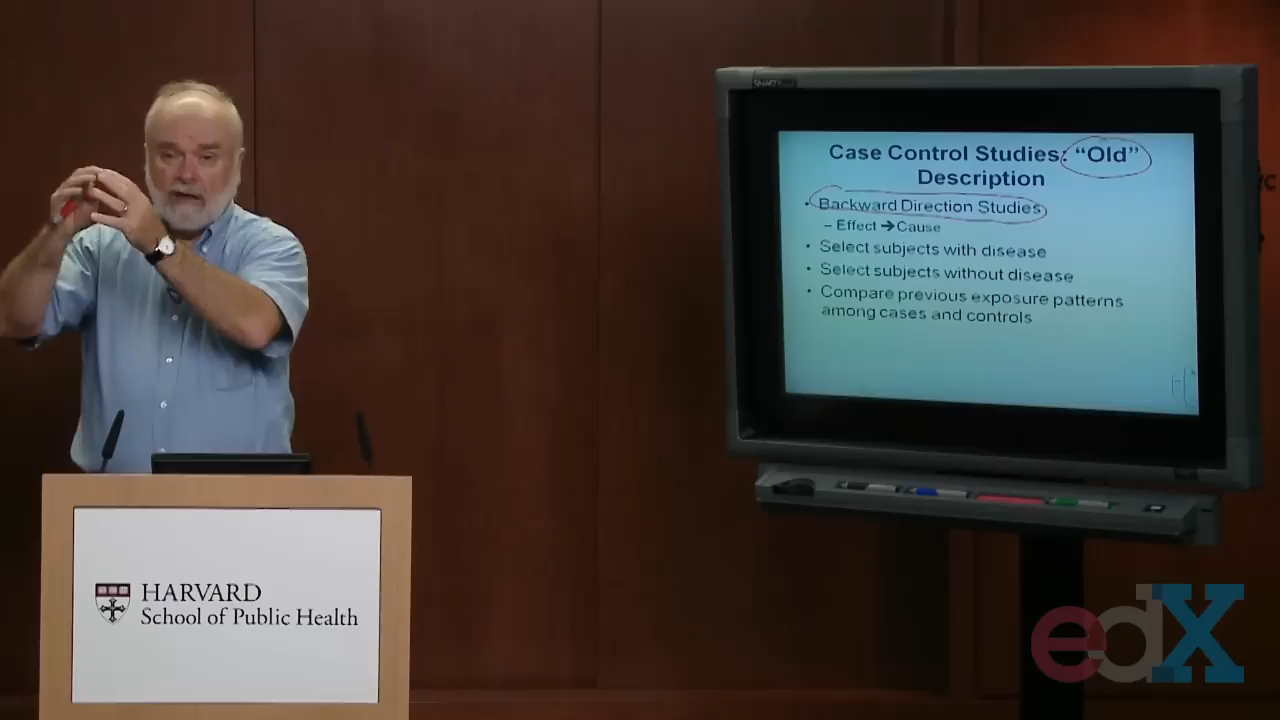 SMART
Case Control Studies: “Old”
Description
• Backward Direction Studies
– Effect ➔ Cause
• Select subjects with disease
• Select subjects without disease
• Compare previous exposure patterns
among cases and controls
HARVARD
School of Public Health
edX